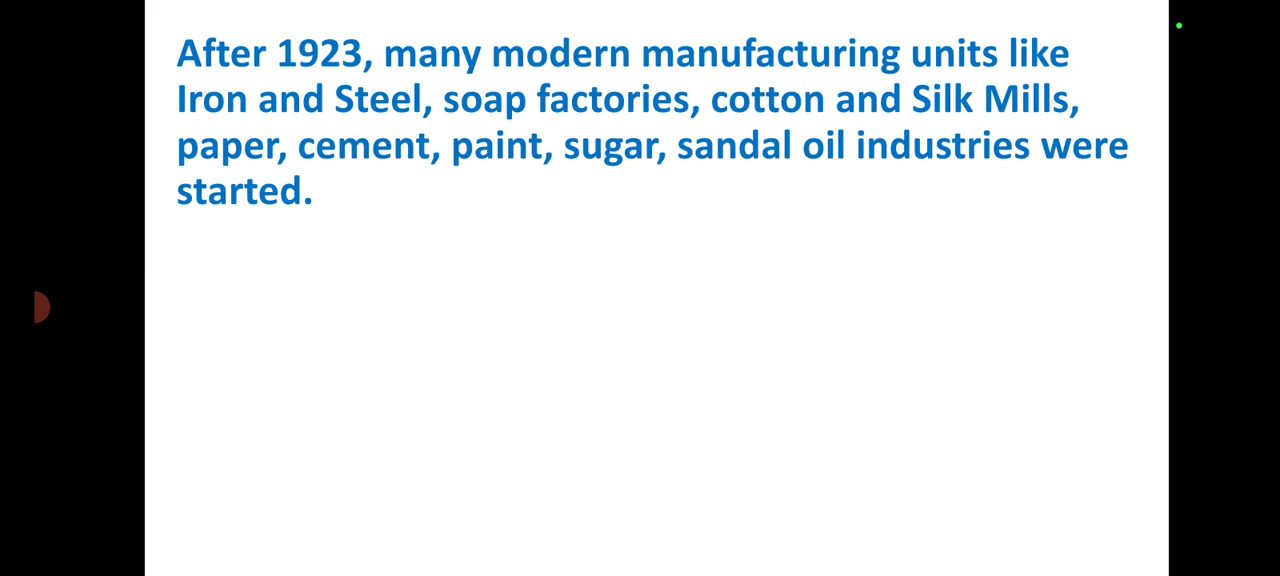 After 1923, many modern manufacturing units like
Iron and Steel, soap factories, cotton and Silk Mills,
paper, cement, paint, sugar, sandal oil industries were
started.